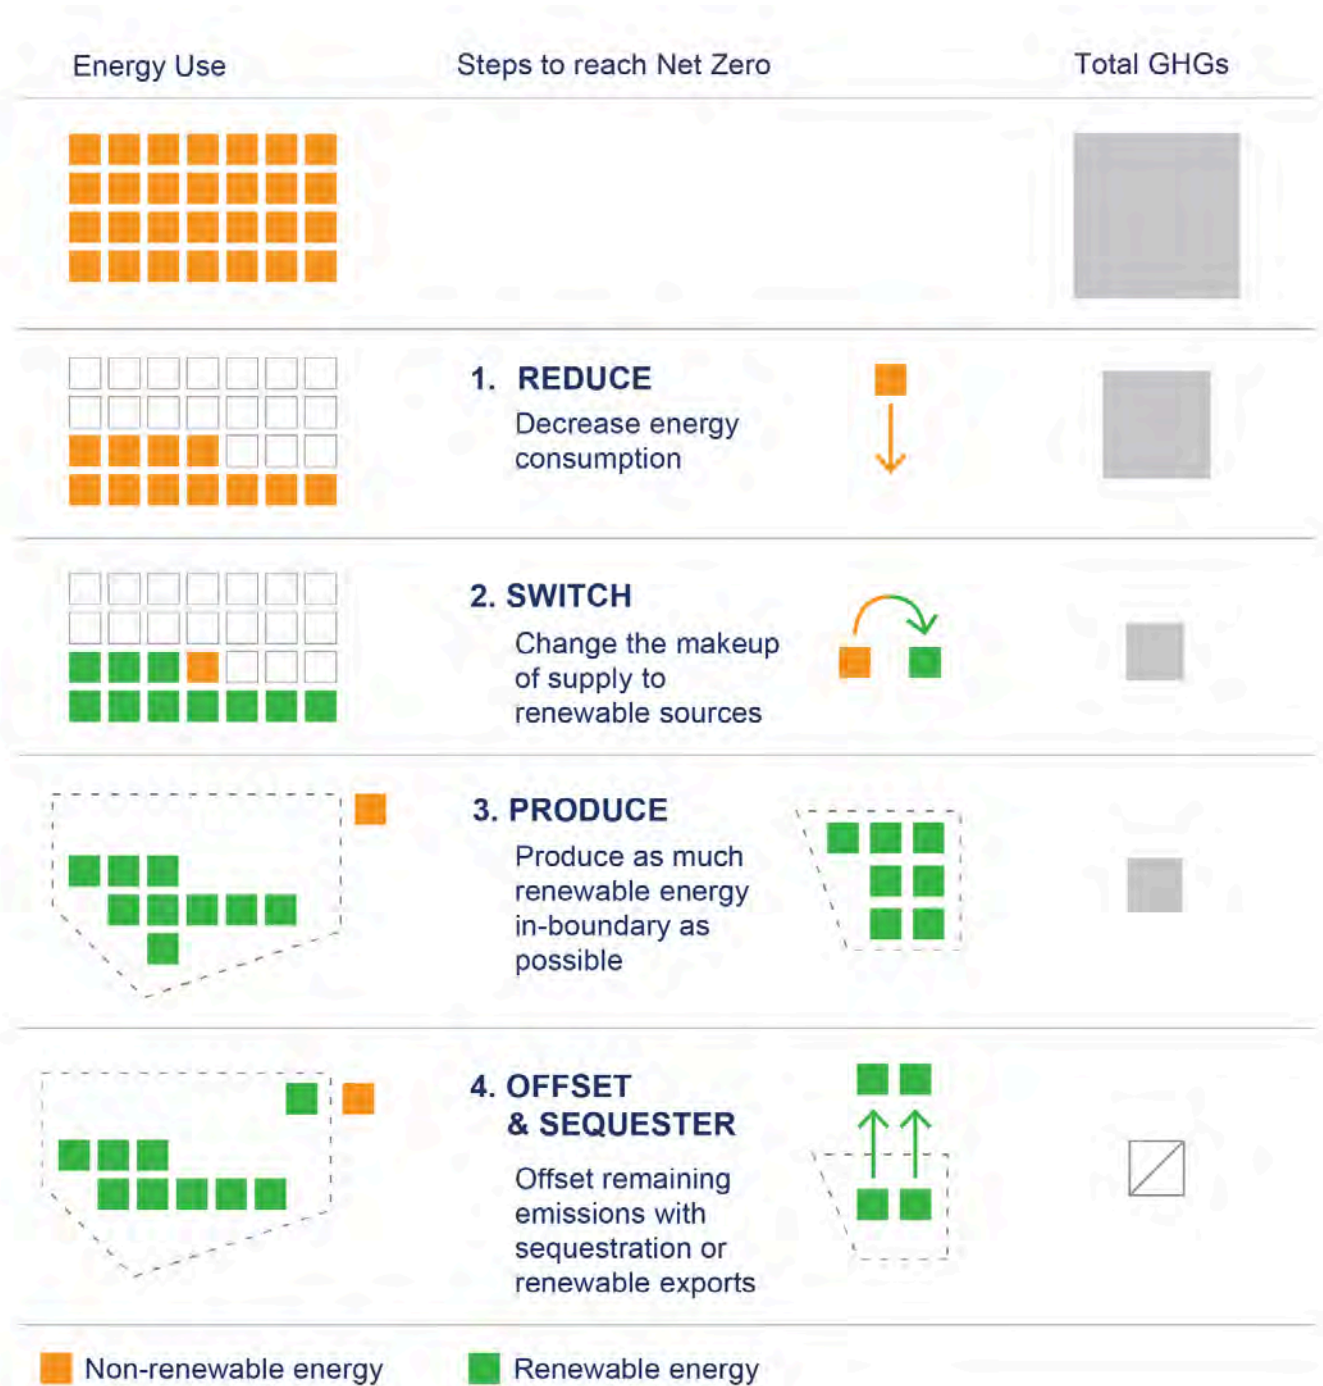 Energy Use
Steps to reach Net Zero
Total GHGs
1. REDUCE
Decrease energy
consumption
2. SWITCH
Change the makeup
of supply to
renewable sources
3. PRODUCE
Produce as much
renewable energy
in-boundary as
possible
4. OFFSET
& SEQUESTER
Offset remaining
emissions with
sequestration or
renewable exports
Non-renewable energy
Renewable energy